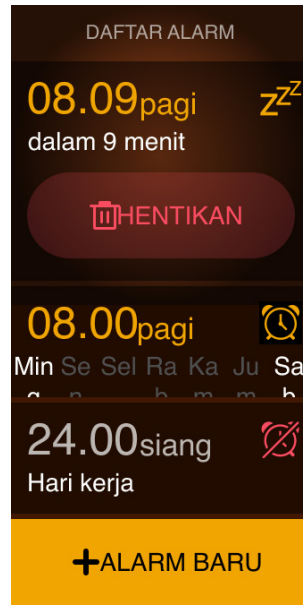 DAFTAR ALARM
08.09pagi zzz
dalam 9 menit
HENTIKAN
08.00pagi
Min Se Sel Ra Ka Ju Sa
g n b m m b
24.00siang
Hari kerja
+ALARM BARU